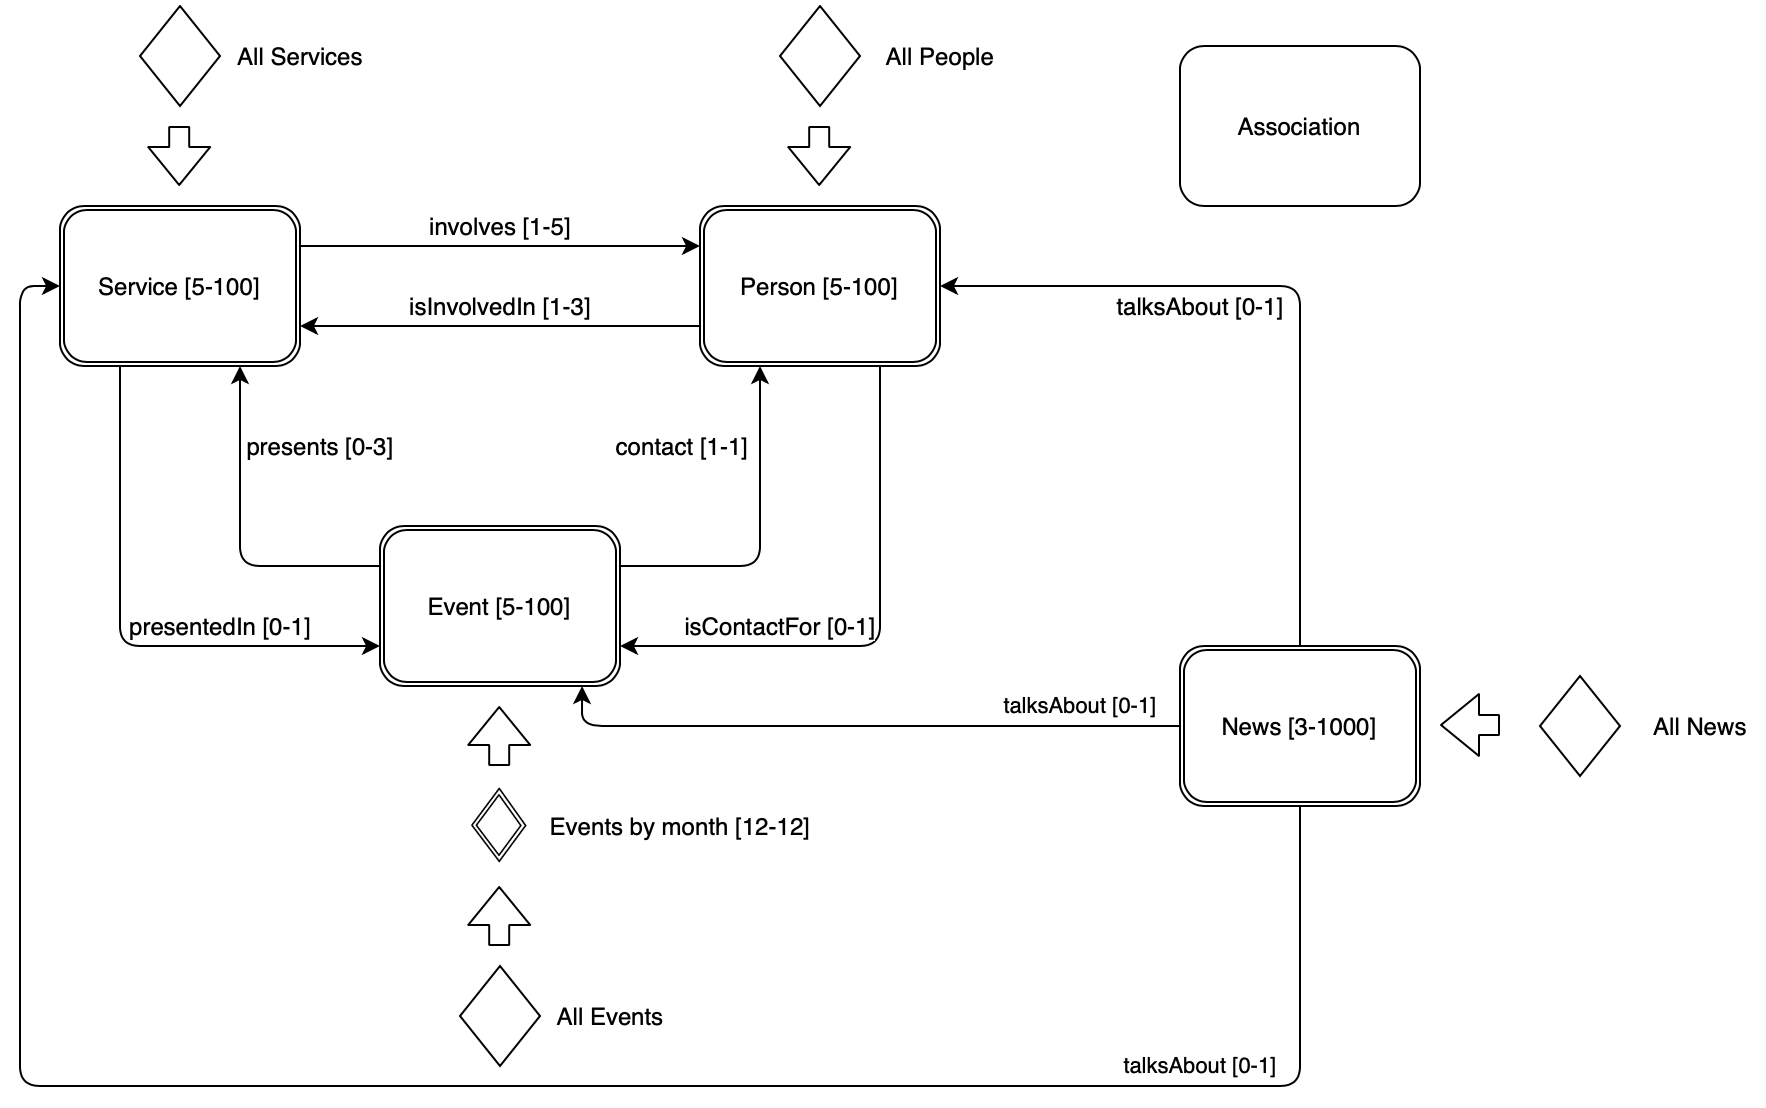 All Services
All People
Association
involves [1-5]
Service [5-100]
Person [5-100]
isInvolvedIn [1-3]
talksAbout [0-1]
presents [0-3]
contact [1-1]
Event [5-100]
presentedIn [0-1]
isContactFor [0-1]
talksAbout [0-1]
News [3-1000]
All News
Events by month [12-12]
All Events
talksAbout [0-1]